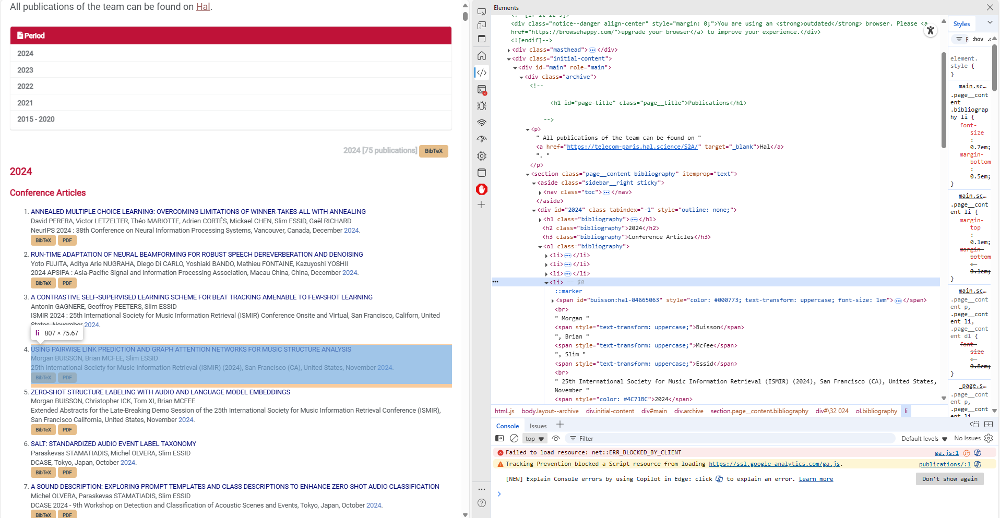 All publications of the team can be found on Hal.
Period
2024
2023
2022
2021
2015 - 2020
2024 [75 publications] BibTeX
2024
Conference Articles
1. ANNEALED MULTIPLE CHOICE LEARNING: OVERCOMING LIMITATIONS OF WINNER-TAKES-ALL WITH ANNEALING
David PERERA, Victor LETZELTER, Théo MARIOTTE, Adrien CORTÉS, Mickael CHEN, Slim ESSID, Gaël RICHARD
NeurIPS 2024 : 38th Conference on Neural Information Processing Systems, Vancouver, Canada, December 2024.
BibTeX PDF
2. RUN-TIME ADAPTATION OF NEURAL BEAMFORMING FOR ROBUST SPEECH DEREVERBERATION AND DENOISING
Yoto FUJITA, Aditya Arie NUGRAHA, Diego Di CARLO, Yoshiaki BANDO, Mathieu FONTAINE, Kazuyoshi YOSHII
2024 APSIPA : Asia-Pacific Signal and Information Processing Association, Macau China, China, December 2024.
BibTeX PDF
3. A CONTRASTIVE SELF-SUPERVISED LEARNING SCHEME FOR BEAT TRACKING AMENABLE TO FEW-SHOT LEARNING
Antonin GAGNERE, Geoffroy PEETERS, Slim ESSID
ISMIR 2024 : 25th International Society for Music Information Retrieval (ISMIR) Conference Onsite and Virtual, San Francisco, Californ, United
States, November 2024.
li 807 × 75.67
4. USING PAIRWISE LINK PREDICTION AND GRAPH ATTENTION NETWORKS FOR MUSIC STRUCTURE ANALYSIS
Morgan BUISSON, Brian MCFEE, Slim ESSID
25th International Society for Music Information Retrieval (ISMIR) (2024), San Francisco (CA), United States, November 2024.
BibTeX PDF
5. ZERO-SHOT STRUCTURE LABELING WITH AUDIO AND LANGUAGE MODEL EMBEDDINGS
Morgan BUISSON, Christopher ICK, Tom XI, Brian MCFEE
Extended Abstracts for the Late-Breaking Demo Session of the 25th International Society for Music Information Retrieval Conference (ISMIR),
San Francisco California, United States, November 2024.
BibTeX PDF
6. SALT: STANDARDIZED AUDIO EVENT LABEL TAXONOMY
Paraskevas STAMATIADIS, Michel OLVERA, Slim ESSID
DCASE, Tokyo, Japan, October 2024.
BibTeX PDF
7. A SOUND DESCRIPTION: EXPLORING PROMPT TEMPLATES AND CLASS DESCRIPTIONS TO ENHANCE ZERO-SHOT AUDIO CLASSIFICATION
Michel OLVERA, Paraskevas STAMATIADIS, Slim ESSID
DCASE 2024 - 9th Workshop on Detection and Classification of Acoustic Scenes and Events, Tokyo, Japan, October 2024.
BibTeX PDF
Elements
<div class="notice--danger align-center" style="margin: 0;">You are using an <strong>outdated</strong> browser. Please <a
href="https://browsehappy.com/">upgrade your browser</a> to improve your experience.</div>
<![endif]-->
<div class="masthead"> </div>
<div class="initial-content">
<div id="main" role="main">
<div class="archive">
<!--
<h1 id="page-title" class="page__title">Publications</h1>
-->
<p>
" All publications of the team can be found on "
<a href="https://telecom-paris.hal.science/S2A/" target="_blank">Hal</a>
". "
</p>
<section class="page__content bibliography" itemprop="text">
<aside class="sidebar__right sticky">
<nav class="toc"> </nav>
</aside>
<div id="2024" class tabindex="-1" style="outline: none;">
<h1 class="bibliography"> </h1>
<h2 class="bibliography">2024</h2>
<h3 class="bibliography">Conference Articles</h3>
<ol class="bibliography">
<li> </li>
<li> </li>
<li> </li>
<li> == $0
::marker
<span id="buisson:hal-04665063" style="color: #000773; text-transform: uppercase; font-size: 1em"> </span>
<br>
" Morgan "
<span style="text-transform: uppercase;">Buisson</span>
", Brian "
<span style="text-transform: uppercase;">Mcfee</span>
", Slim "
<span style="text-transform: uppercase;">Essid</span>
<br>
" 25th International Society for Music Information Retrieval (ISMIR) (2024), San Francisco (CA), United States,
November "
<span style="color: #4C71BC">2024</span>
html.js body.layout--archive div.initial-content div#main div.archive section.page__content.bibliography div#\32 024 ol.bibliography li
Styles
F :hov .c
element.
style {
}
main.sc...
.page__cont
ent
.bibliograp
hy li {
font-
size
:
0.7em;
margin-
bottom
:
0.5em;
}
main.sc...
.page__cont
ent li {
margin-
top
:
0.1em;
margin-
bottom
:
0.1em;
}
main.sc...
.page__cont
ent p,
.page__cont
ent li,
.page__cont
ent dl {
font-
size
:
0.8em;
}
_page.s...
.page__cont
ent p,
.page__cont
ent li,
Console Issues
top Filter Default levels No Issues
Failed to load resource: net::ERR_BLOCKED_BY_CLIENT ga.js:1
Tracking Prevention blocked a Script resource from loading https://ssl.google-analytics.com/ga.js. publications/:1
[NEW] Explain Console errors by using Copilot in Edge: click to explain an error. Learn more Don't show again